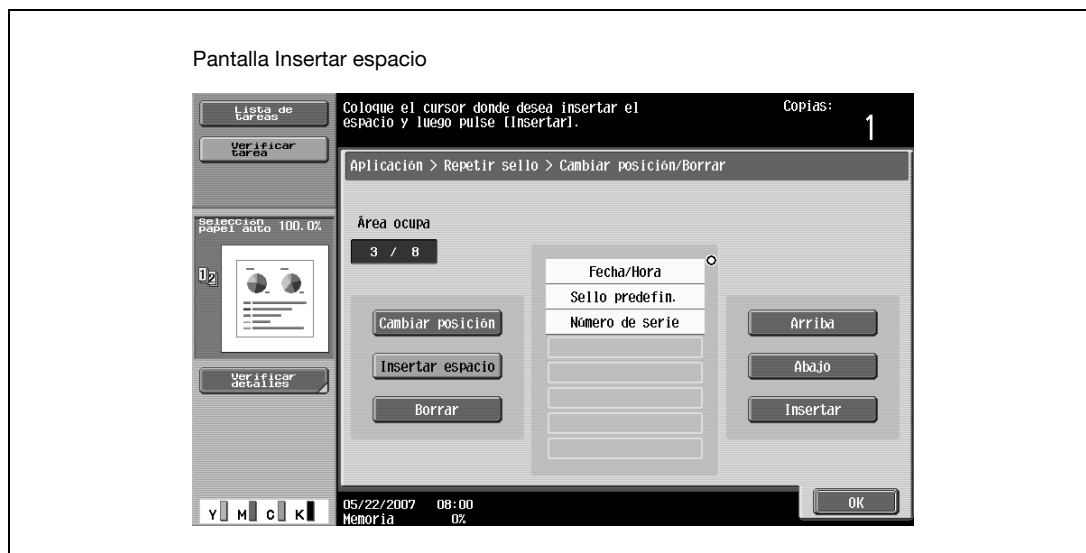 Pantalla Insertar espacio
Lista de
tareas
Verificar
tarea
Coloque el cursor donde desea insertar el
espacio y luego pulse [Insertar].
Copias:
1
Aplicación > Repetir sello > Cambiar posición/Borrar
Selección
papel auto 100.0%
Área ocupa
3 / 8
12
Fecha/Hora
Sello predefin.
Número de serie
Cambiar posición
Insertar espacio
Borrar
Arriba
Abajo
Insertar
Verificar
detalles
Y M C K
05/22/2007 08:00
Memoria 0%
OK